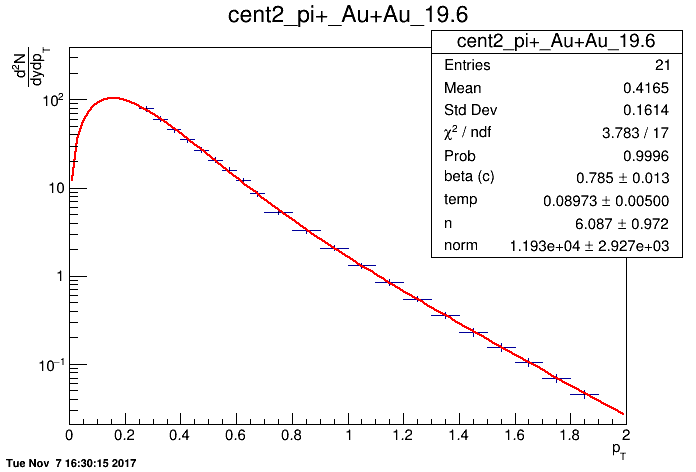 cent2_pi+_Au+Au_19.6
d²N
dydp_T
cent2_pi+_Au+Au_19.6
Entries 21
Mean 0.4165
Std Dev 0.1614
χ² / ndf 3.783 / 17
Prob 0.9996
beta (c) 0.785 ± 0.013
temp 0.08973 ± 0.00500
n 6.087 ± 0.972
norm 1.193e+04 ± 2.927e+03
10²
10
1
10⁻¹
0 0.2 0.4 0.6 0.8 1 1.2 1.4 1.6 1.8 2
p_T
Tue Nov 7 16:30:15 2017